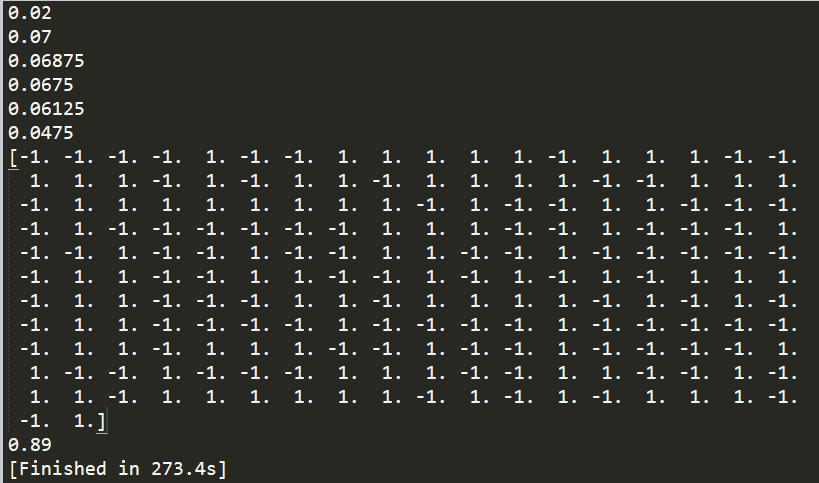 0.02
0.07
0.06875
0.0675
0.06125
0.0475
[-1. -1. -1. -1.  1. -1. -1.  1.  1.  1.  1.  1. -1.  1.  1.  1. -1. -1.
  1.  1.  1. -1.  1. -1.  1.  1. -1.  1.  1.  1.  1. -1. -1.  1.  1.  1.
 -1.  1.  1.  1.  1.  1.  1.  1.  1. -1.  1. -1. -1.  1.  1. -1. -1. -1.
 -1.  1. -1. -1. -1. -1. -1. -1.  1.  1.  1. -1. -1.  1. -1. -1. -1.  1.
 -1. -1.  1. -1. -1.  1.  1. -1.  1.  1. -1. -1.  1. -1. -1. -1. -1. -1.
 -1.  1.  1. -1. -1.  1.  1. -1. -1.  1. -1.  1. -1.  1. -1.  1.  1.  1.
 -1.  1.  1. -1. -1. -1.  1.  1.  1.  1.  1.  1.  1. -1.  1. -1.  1. -1.
 -1.  1.  1. -1. -1. -1. -1.  1. -1. -1. -1. -1.  1. -1. -1. -1. -1. -1.
 -1.  1.  1. -1.  1.  1.  1. -1. -1.  1. -1. -1.  1. -1. -1. -1. -1.  1.
  1. -1. -1.  1. -1. -1. -1.  1.  1.  1. -1. -1.  1.  1. -1. -1.  1. -1.
  1.  1. -1.  1.  1.  1.  1.  1.  1. -1.  1. -1.  1. -1.  1.  1.  1. -1.
 -1.  1.]
0.89
[Finished in 273.4s]